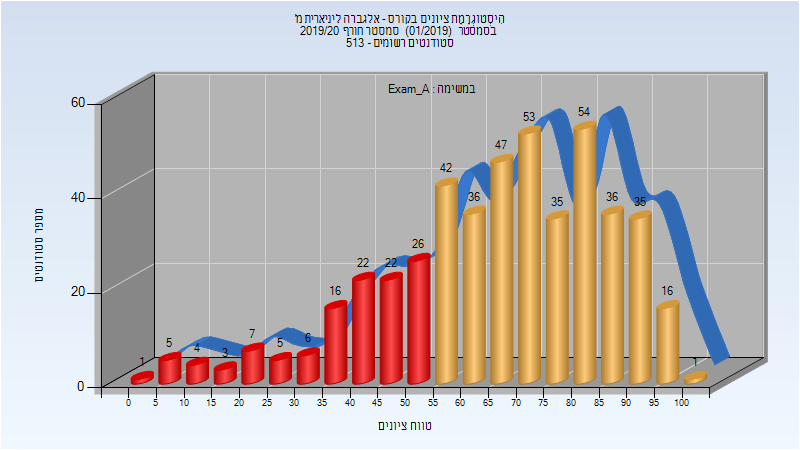 היסטוגרמת ציונים בקורס - אלגברה ליניארית מ'
בסמסטר (01/2019) סמסטר חורף 2019/20
סטודנטים רשומים - 513
במשימה : Exam_A
60
40
20
0
מספר סטודנטים
1 5 4 3 7 5 6 16 22 22 26 42 36 47 53 35 54 36 35 16 1
0 5 10 15 20 25 30 35 40 45 50 55 60 65 70 75 80 85 90 95 100
טווח ציונים